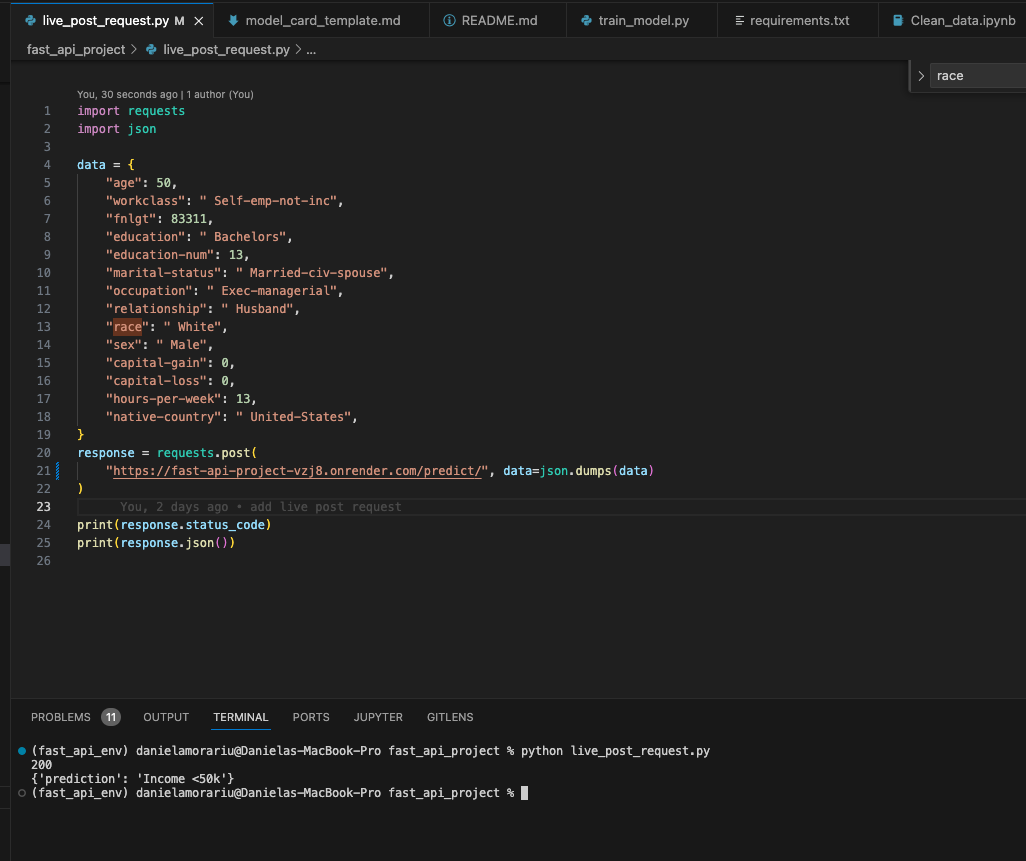 live_post_request.py M
model_card_template.md
README.md
train_model.py
requirements.txt
Clean_data.ipynb
fast_api_project > live_post_request.py > ...
race
You, 30 seconds ago | 1 author (You)
1 import requests
2 import json
3
4 data = {
5 "age": 50,
6 "workclass": " Self-emp-not-inc",
7 "fnlgt": 83311,
8 "education": " Bachelors",
9 "education-num": 13,
10 "marital-status": " Married-civ-spouse",
11 "occupation": " Exec-managerial",
12 "relationship": " Husband",
13 "race": " White",
14 "sex": " Male",
15 "capital-gain": 0,
16 "capital-loss": 0,
17 "hours-per-week": 13,
18 "native-country": " United-States",
19 }
20 response = requests.post(
21 "https://fast-api-project-vzj8.onrender.com/predict/", data=json.dumps(data)
22 )
23 You, 2 days ago • add live post request
24 print(response.status_code)
25 print(response.json())
26
PROBLEMS 11 OUTPUT TERMINAL PORTS JUPYTER GITLENS
(fast_api_env) danielamorariu@Danielas-MacBook-Pro fast_api_project % python live_post_request.py
200
{'prediction': 'Income <50k'}
(fast_api_env) danielamorariu@Danielas-MacBook-Pro fast_api_project %